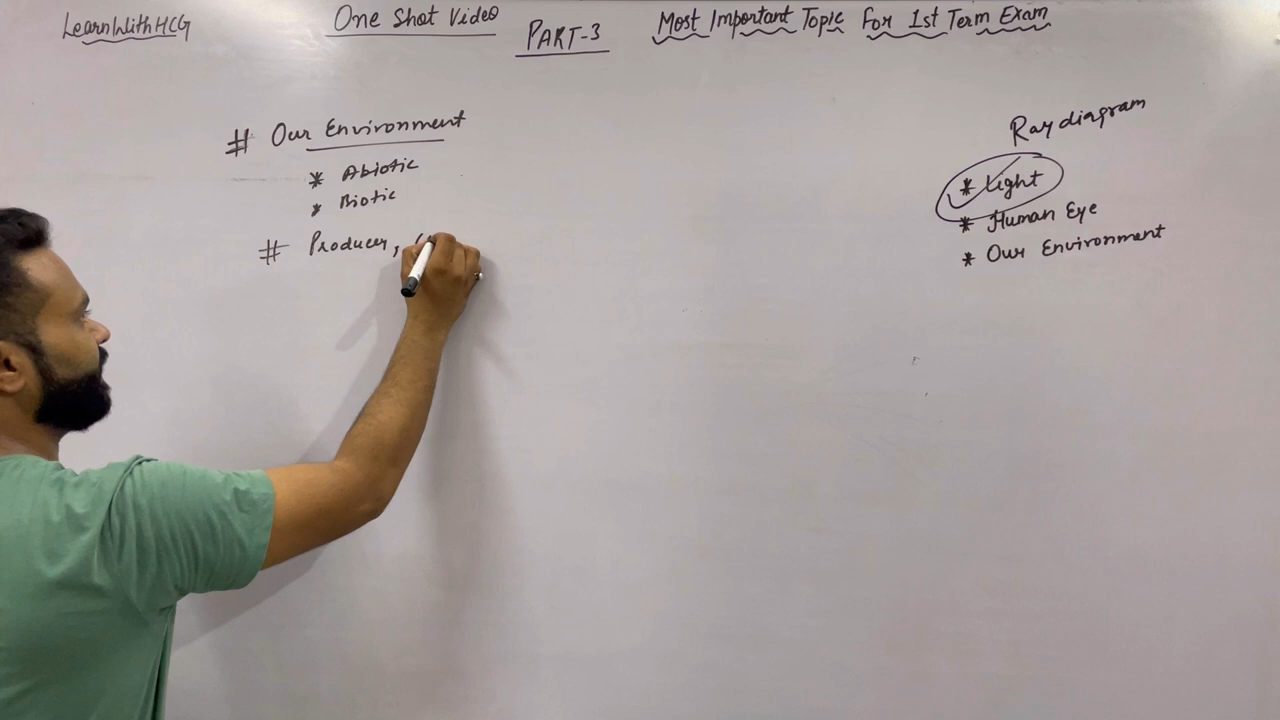 LearnWithHCG
One Shot Video
PART-3
Most Important Topic For 1st Term Exam
# Our Environment
* Abiotic
* Biotic
# Producer,
Ray diagram
* Light
* Human Eye
* Our Environment